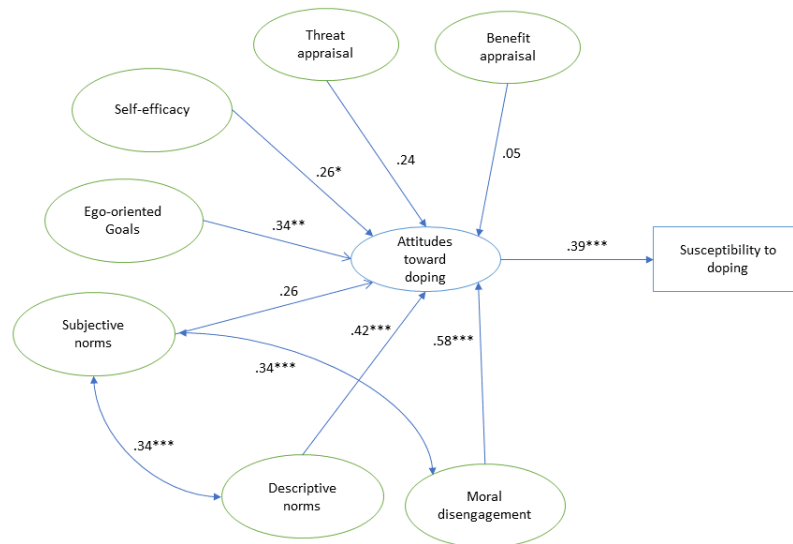 Threat
appraisal
Benefit
appraisal
Self-efficacy
.26*
.24
.05
Ego-oriented
Goals
.34**
Attitudes
toward
doping
.39***
Susceptibility to
doping
.26
Subjective
norms
.42***
.58***
.34***
.34***
Descriptive
norms
Moral
disengagement